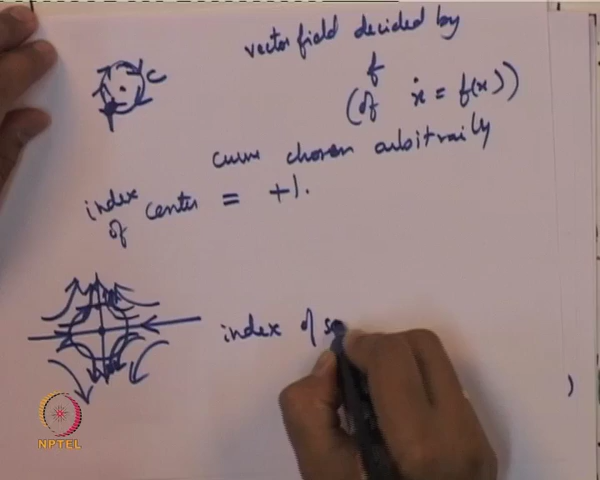 vector field decided by
f
(of ẋ = f(x))
C
curve chosen arbitrarily
index of center = +1.
index of s
NPTEL